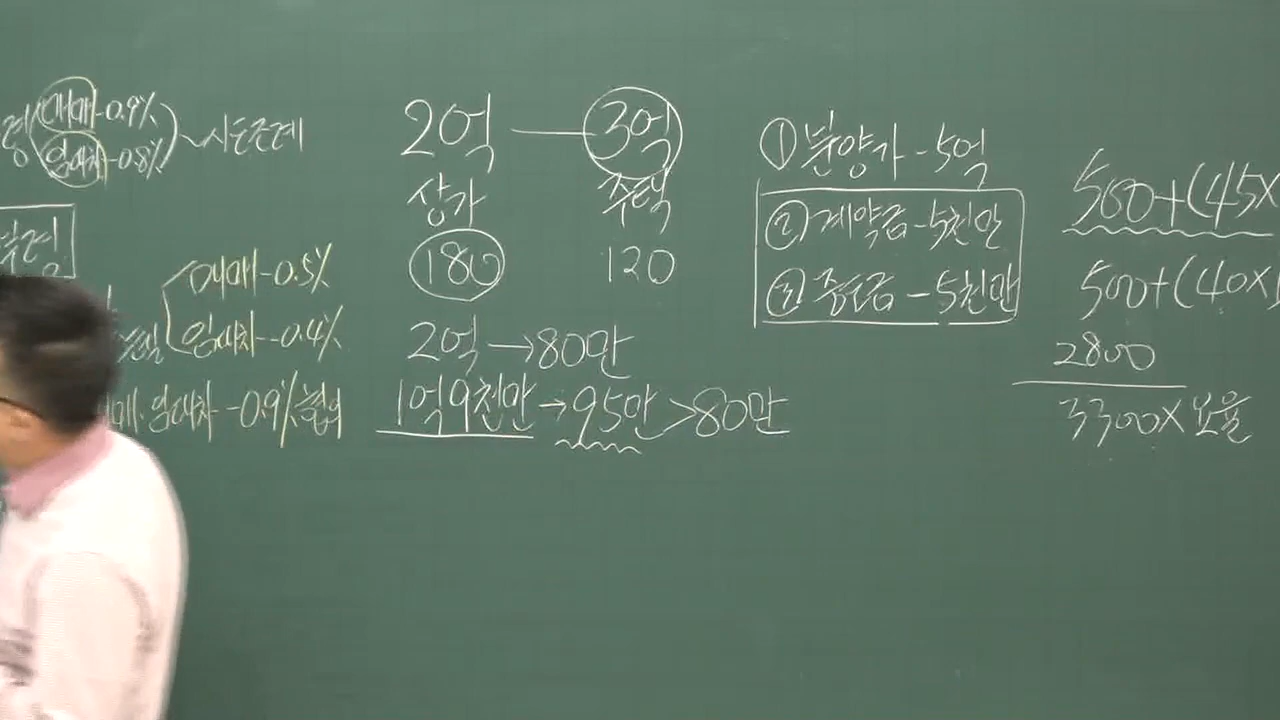 매매-0.9%
임대차-0.8%
시·도조례
부령
매매-0.5%
임대차-0.4%
매매·임대차-0.9% 협의
2억 — 3억
상가 주택
180 120
2억→80만
1억9천만→95만>80만
① 분양가-5억
② 계약금-5천만
③ 중도금-5천만
500+(45×
500+(40×
2800
3300×요율